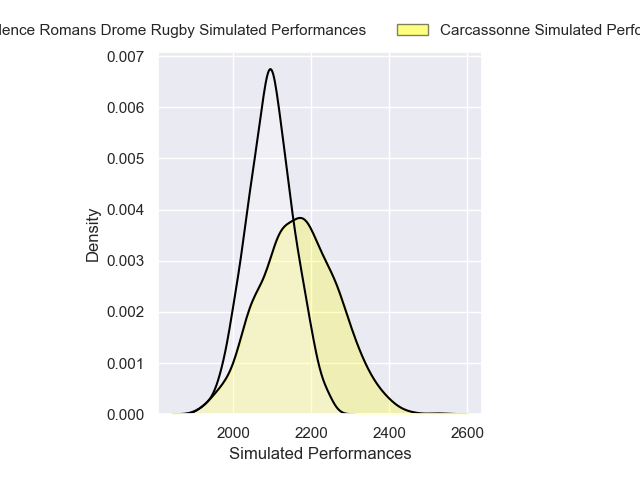 lence Romans Drome Rugby Simulated Performances
Carcassonne Simulated Perfo
0.007
0.006
0.005
0.004
0.003
0.002
0.001
0.000
Density
2000 2200 2400 2600
Simulated Performances